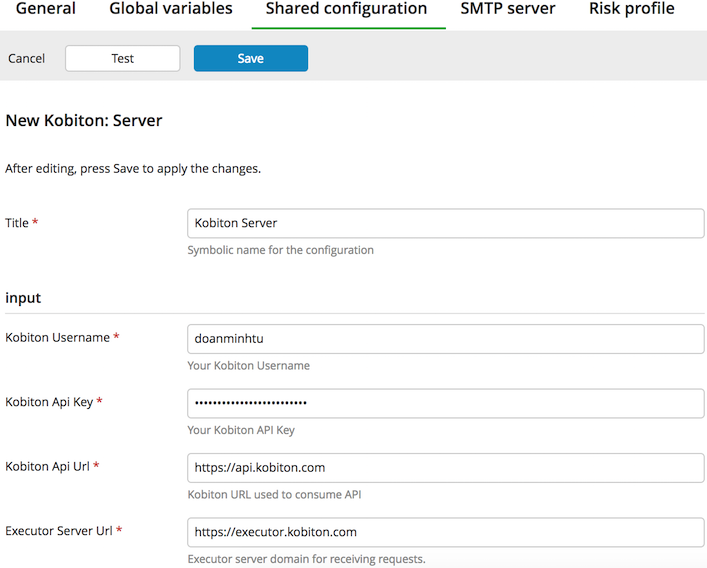 General Global variables Shared configuration SMTP server Risk profile
Cancel Test Save
New Kobiton: Server
After editing, press Save to apply the changes.
Title * Kobiton Server
Symbolic name for the configuration
input
Kobiton Username * doanminhtu
Your Kobiton Username
Kobiton Api Key * •••••••••••••••••••••••••
Your Kobiton API Key
Kobiton Api Url * https://api.kobiton.com
Kobiton URL used to consume API
Executor Server Url * https://executor.kobiton.com
Executor server domain for receiving requests.